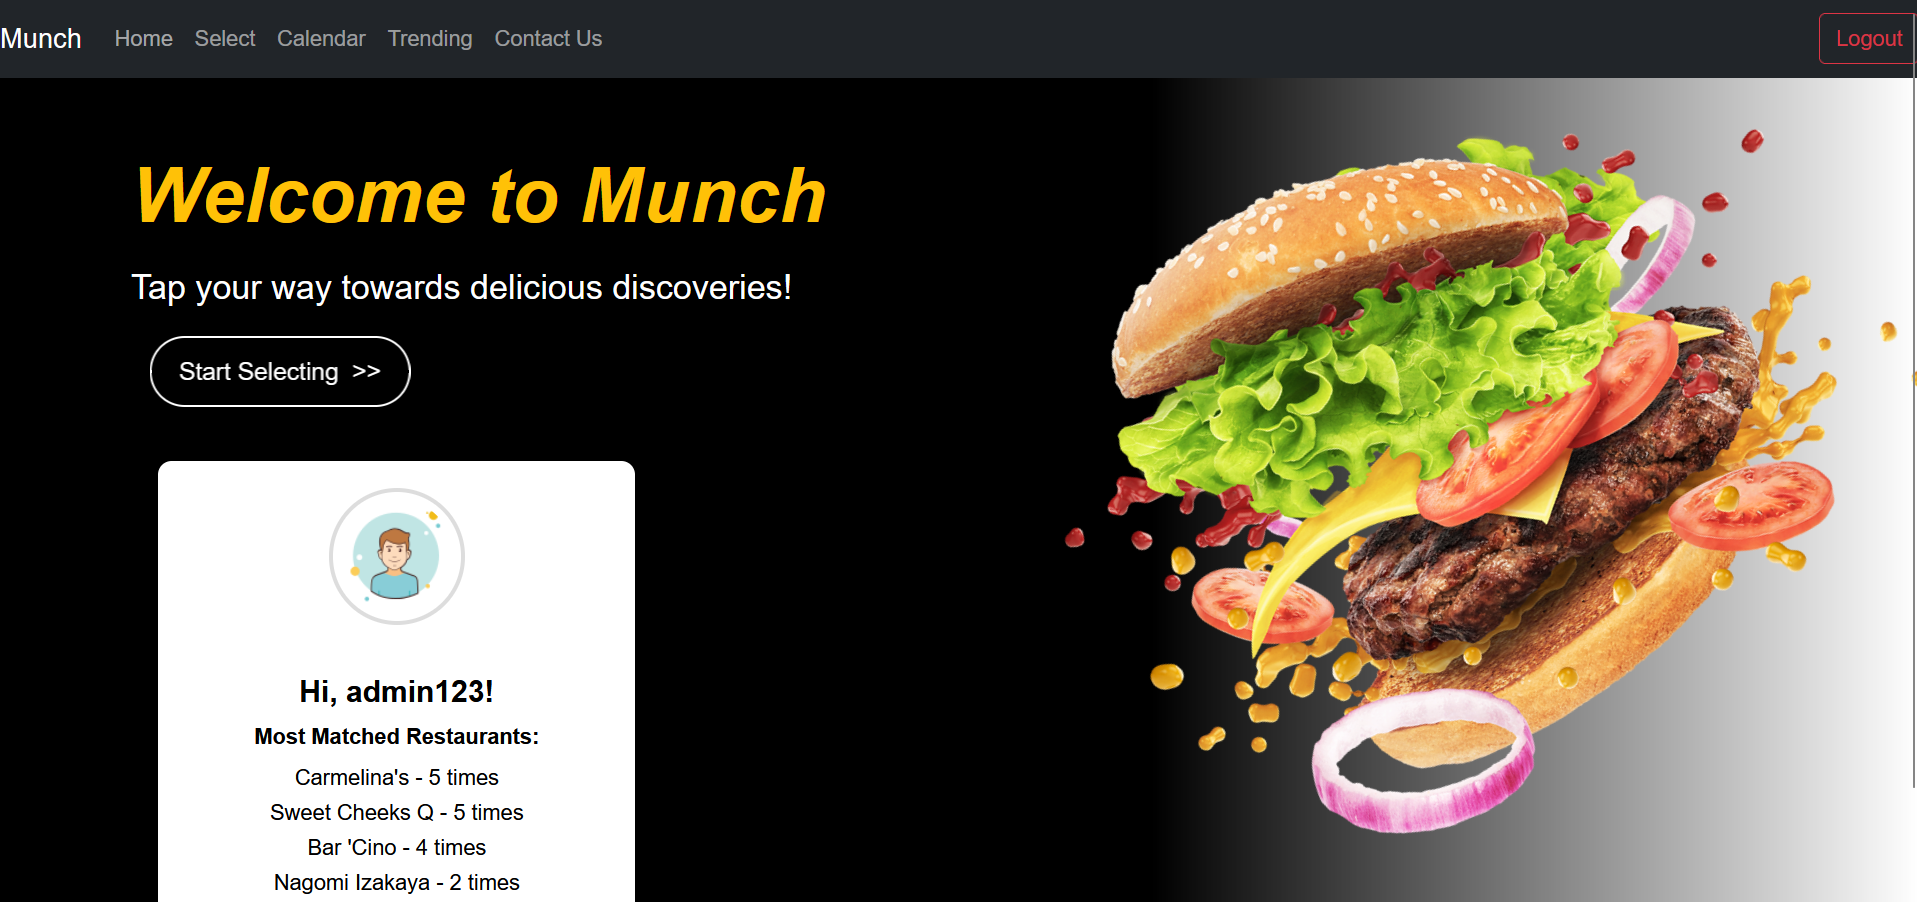 Munch Home Select Calendar Trending Contact Us Logout
Welcome to Munch
Tap your way towards delicious discoveries!
Start Selecting >>
Hi, admin123!
Most Matched Restaurants:
Carmelina's - 5 times
Sweet Cheeks Q - 5 times
Bar 'Cino - 4 times
Nagomi Izakaya - 2 times